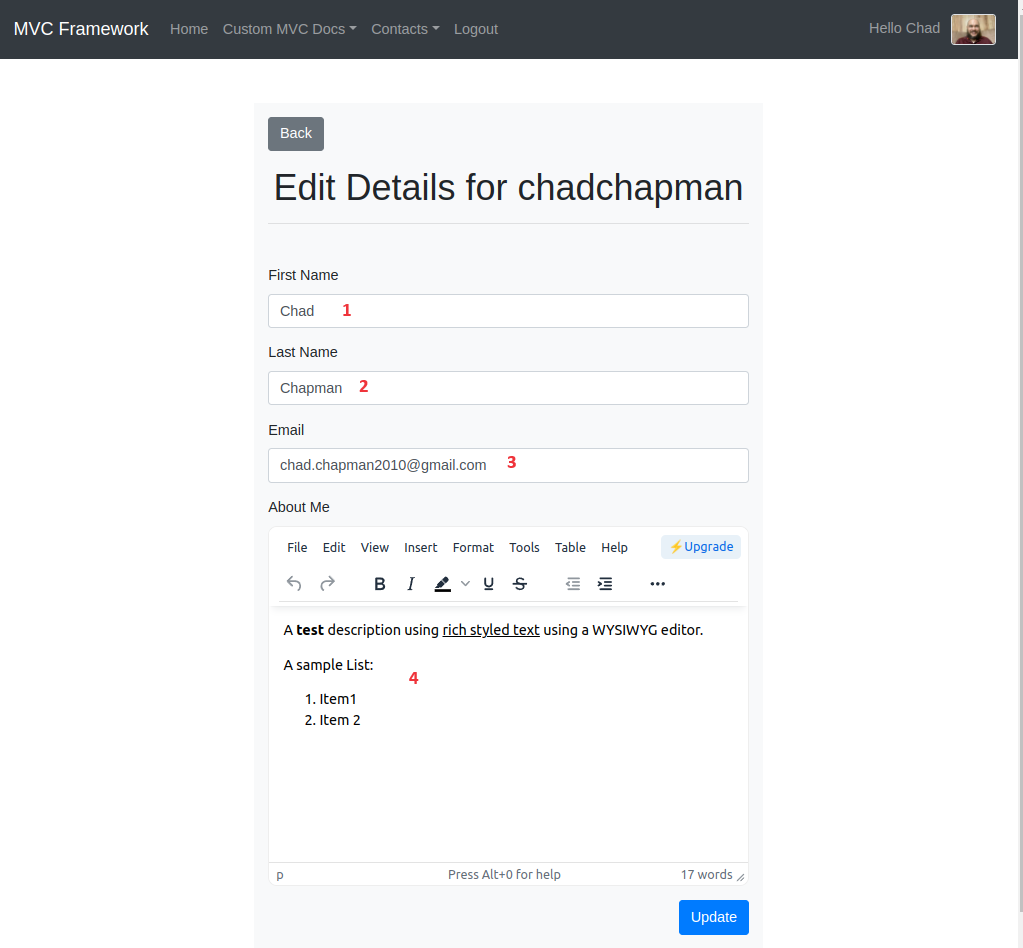 MVC Framework Home Custom MVC Docs Contacts Logout Hello Chad
Back
Edit Details for chadchapman
First Name
Chad 1
Last Name
Chapman 2
Email
chad.chapman2010@gmail.com 3
About Me
File Edit View Insert Format Tools Table Help ⚡Upgrade
B I U S
A test description using rich styled text using a WYSIWYG editor.
A sample List:
4
1. Item1
2. Item 2
p Press Alt+0 for help 17 words
Update